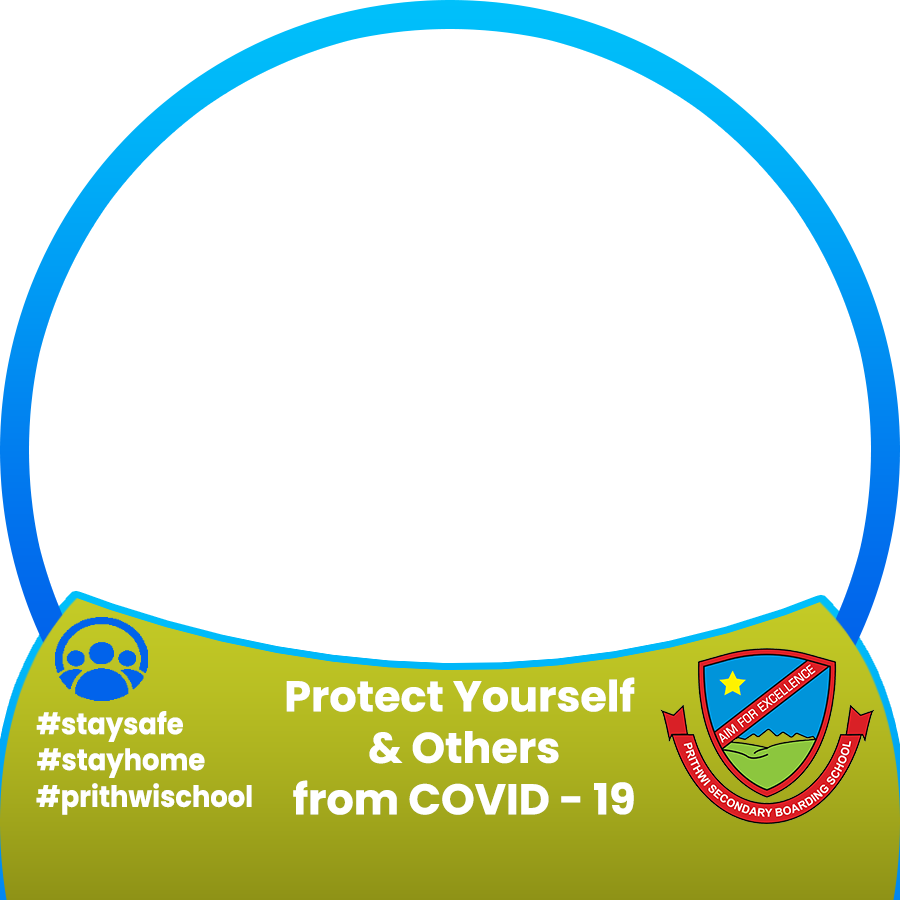 #staysafe
#stayhome
#prithwischool
Protect Yourself
& Others
from COVID - 19
AIM FOR EXCELLENCE
PRITHWI SECONDARY BOARDING SCHOOL